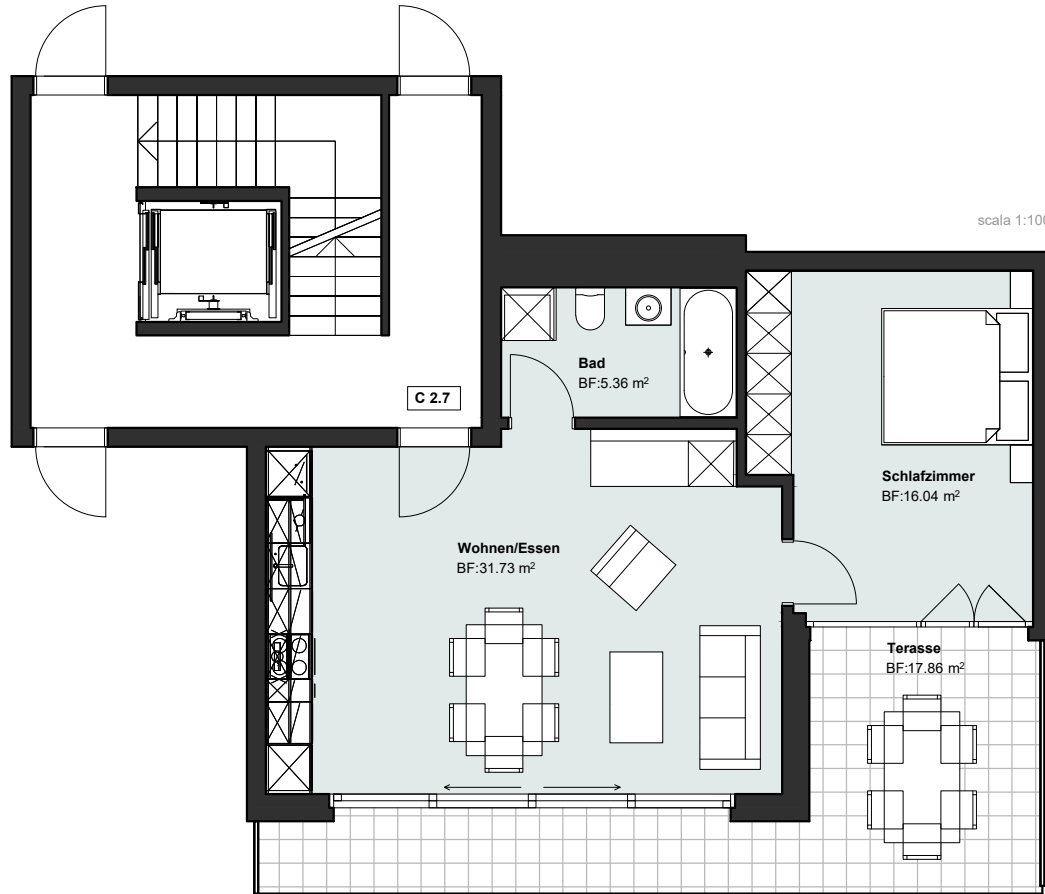 scala 1:100
Bad
BF:5.36 m²
C 2.7
Schlafzimmer
BF:16.04 m²
Wohnen/Essen
BF:31.73 m²
Terasse
BF:17.86 m²